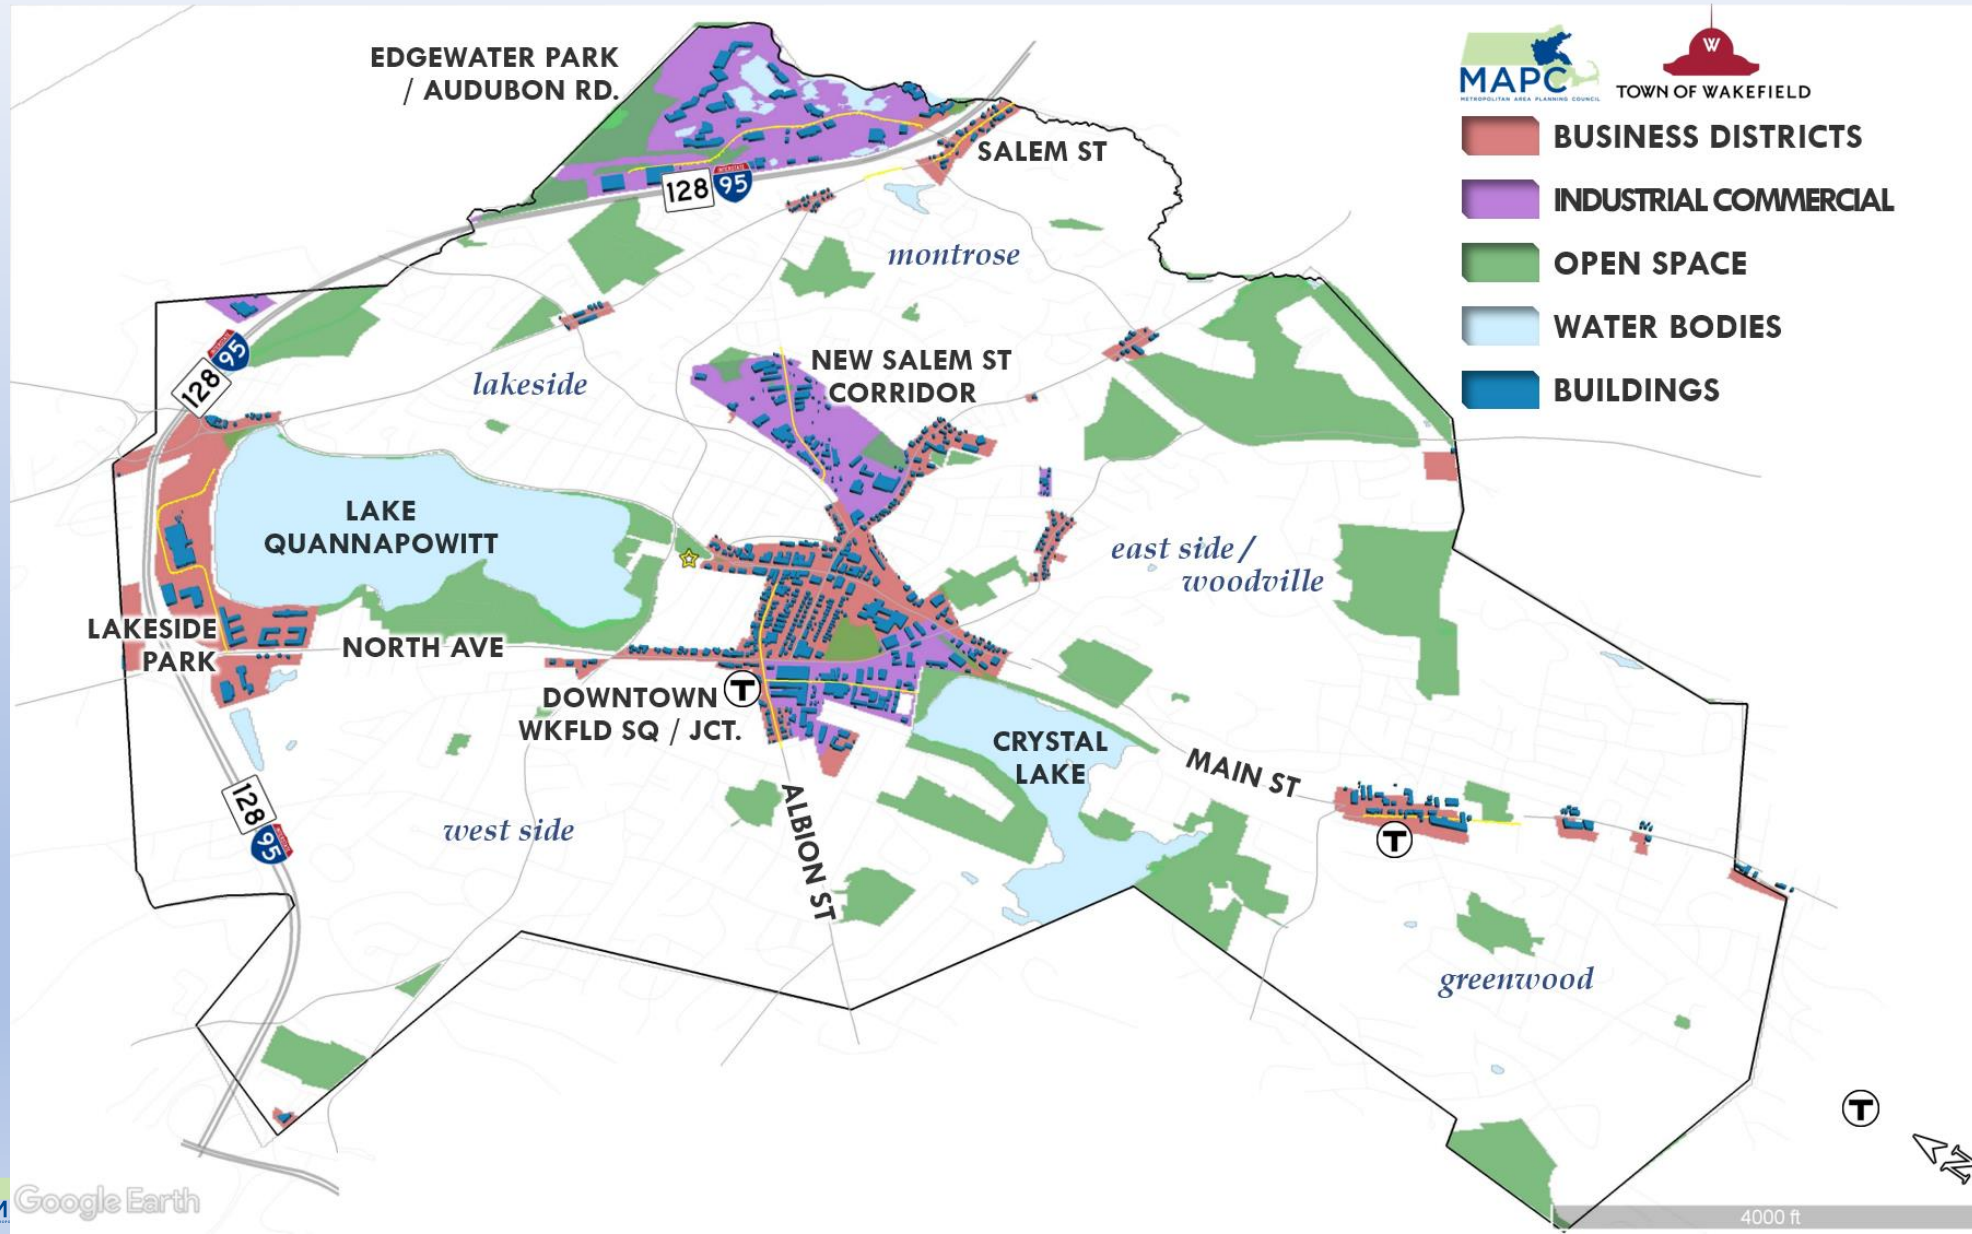 EDGEWATER PARK
/ AUDUBON RD.
MAPC
METROPOLITAN AREA PLANNING COUNCIL
W
TOWN OF WAKEFIELD
BUSINESS DISTRICTS
INDUSTRIAL COMMERCIAL
OPEN SPACE
WATER BODIES
BUILDINGS
SALEM ST
128
INTERSTATE
95
montrose
95
128
lakeside
NEW SALEM ST
CORRIDOR
LAKE
QUANNAPOWITT
east side /
woodville
LAKESIDE
PARK
NORTH AVE
DOWNTOWN
WKFLD SQ / JCT.
T
CRYSTAL
LAKE
MAIN ST
ALBION ST
128
95
west side
T
greenwood
T
N
Google Earth
4000 ft
M